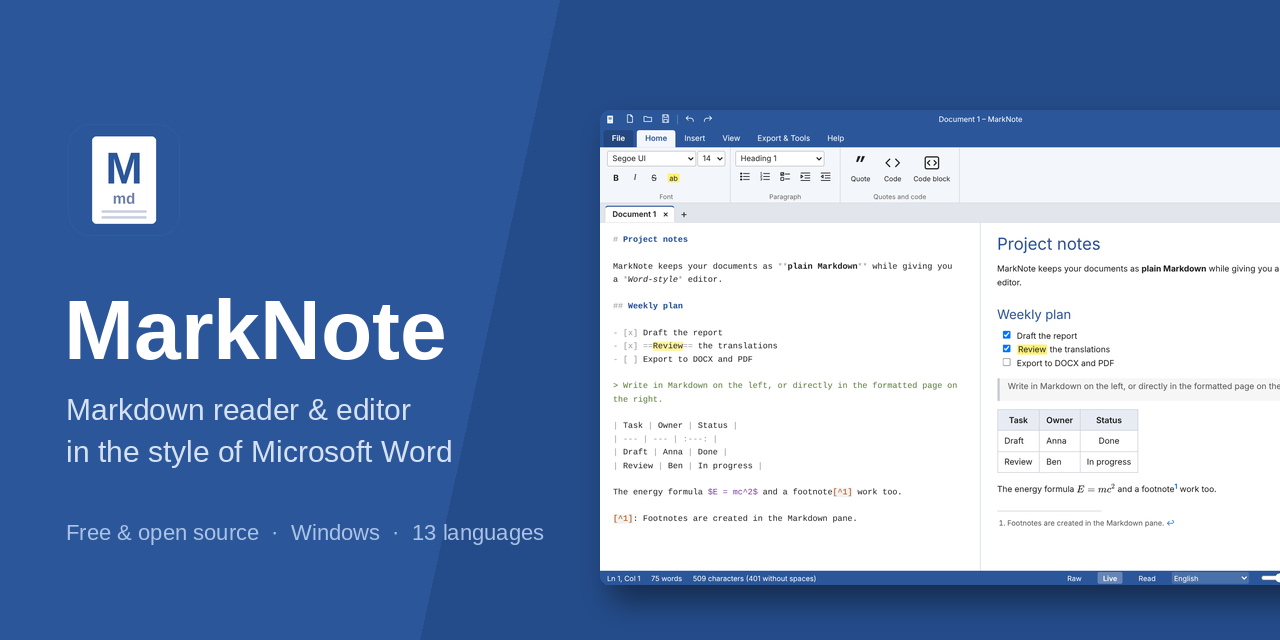 M
md
MarkNote
Markdown reader & editor
in the style of Microsoft Word
Free & open source · Windows · 13 languages
Document 1 – MarkNote
File Home Insert View Export & Tools Help
Segoe UI 14 Heading 1
B I S ab
Quote Code Code block
Font Paragraph Quotes and code
Document 1 × +
# Project notes
MarkNote keeps your documents as **plain Markdown** while giving you
a *Word-style* editor.
## Weekly plan
- [x] Draft the report
- [x] ==Review== the translations
- [ ] Export to DOCX and PDF
> Write in Markdown on the left, or directly in the formatted page on
the right.
| Task | Owner | Status |
| --- | --- | :---: |
| Draft | Anna | Done |
| Review | Ben | In progress |
The energy formula $E = mc^2$ and a footnote[^1] work too.
[^1]: Footnotes are created in the Markdown pane.
Project notes
MarkNote keeps your documents as plain Markdown while giving you a
editor.
Weekly plan
Draft the report
Review the translations
Export to DOCX and PDF
Write in Markdown on the left, or directly in the formatted page on the
Task Owner Status
Draft Anna Done
Review Ben In progress
The energy formula E = mc² and a footnote¹ work too.
1. Footnotes are created in the Markdown pane. ↩
Ln 1, Col 1 75 words 509 characters (401 without spaces) Raw Live Read English